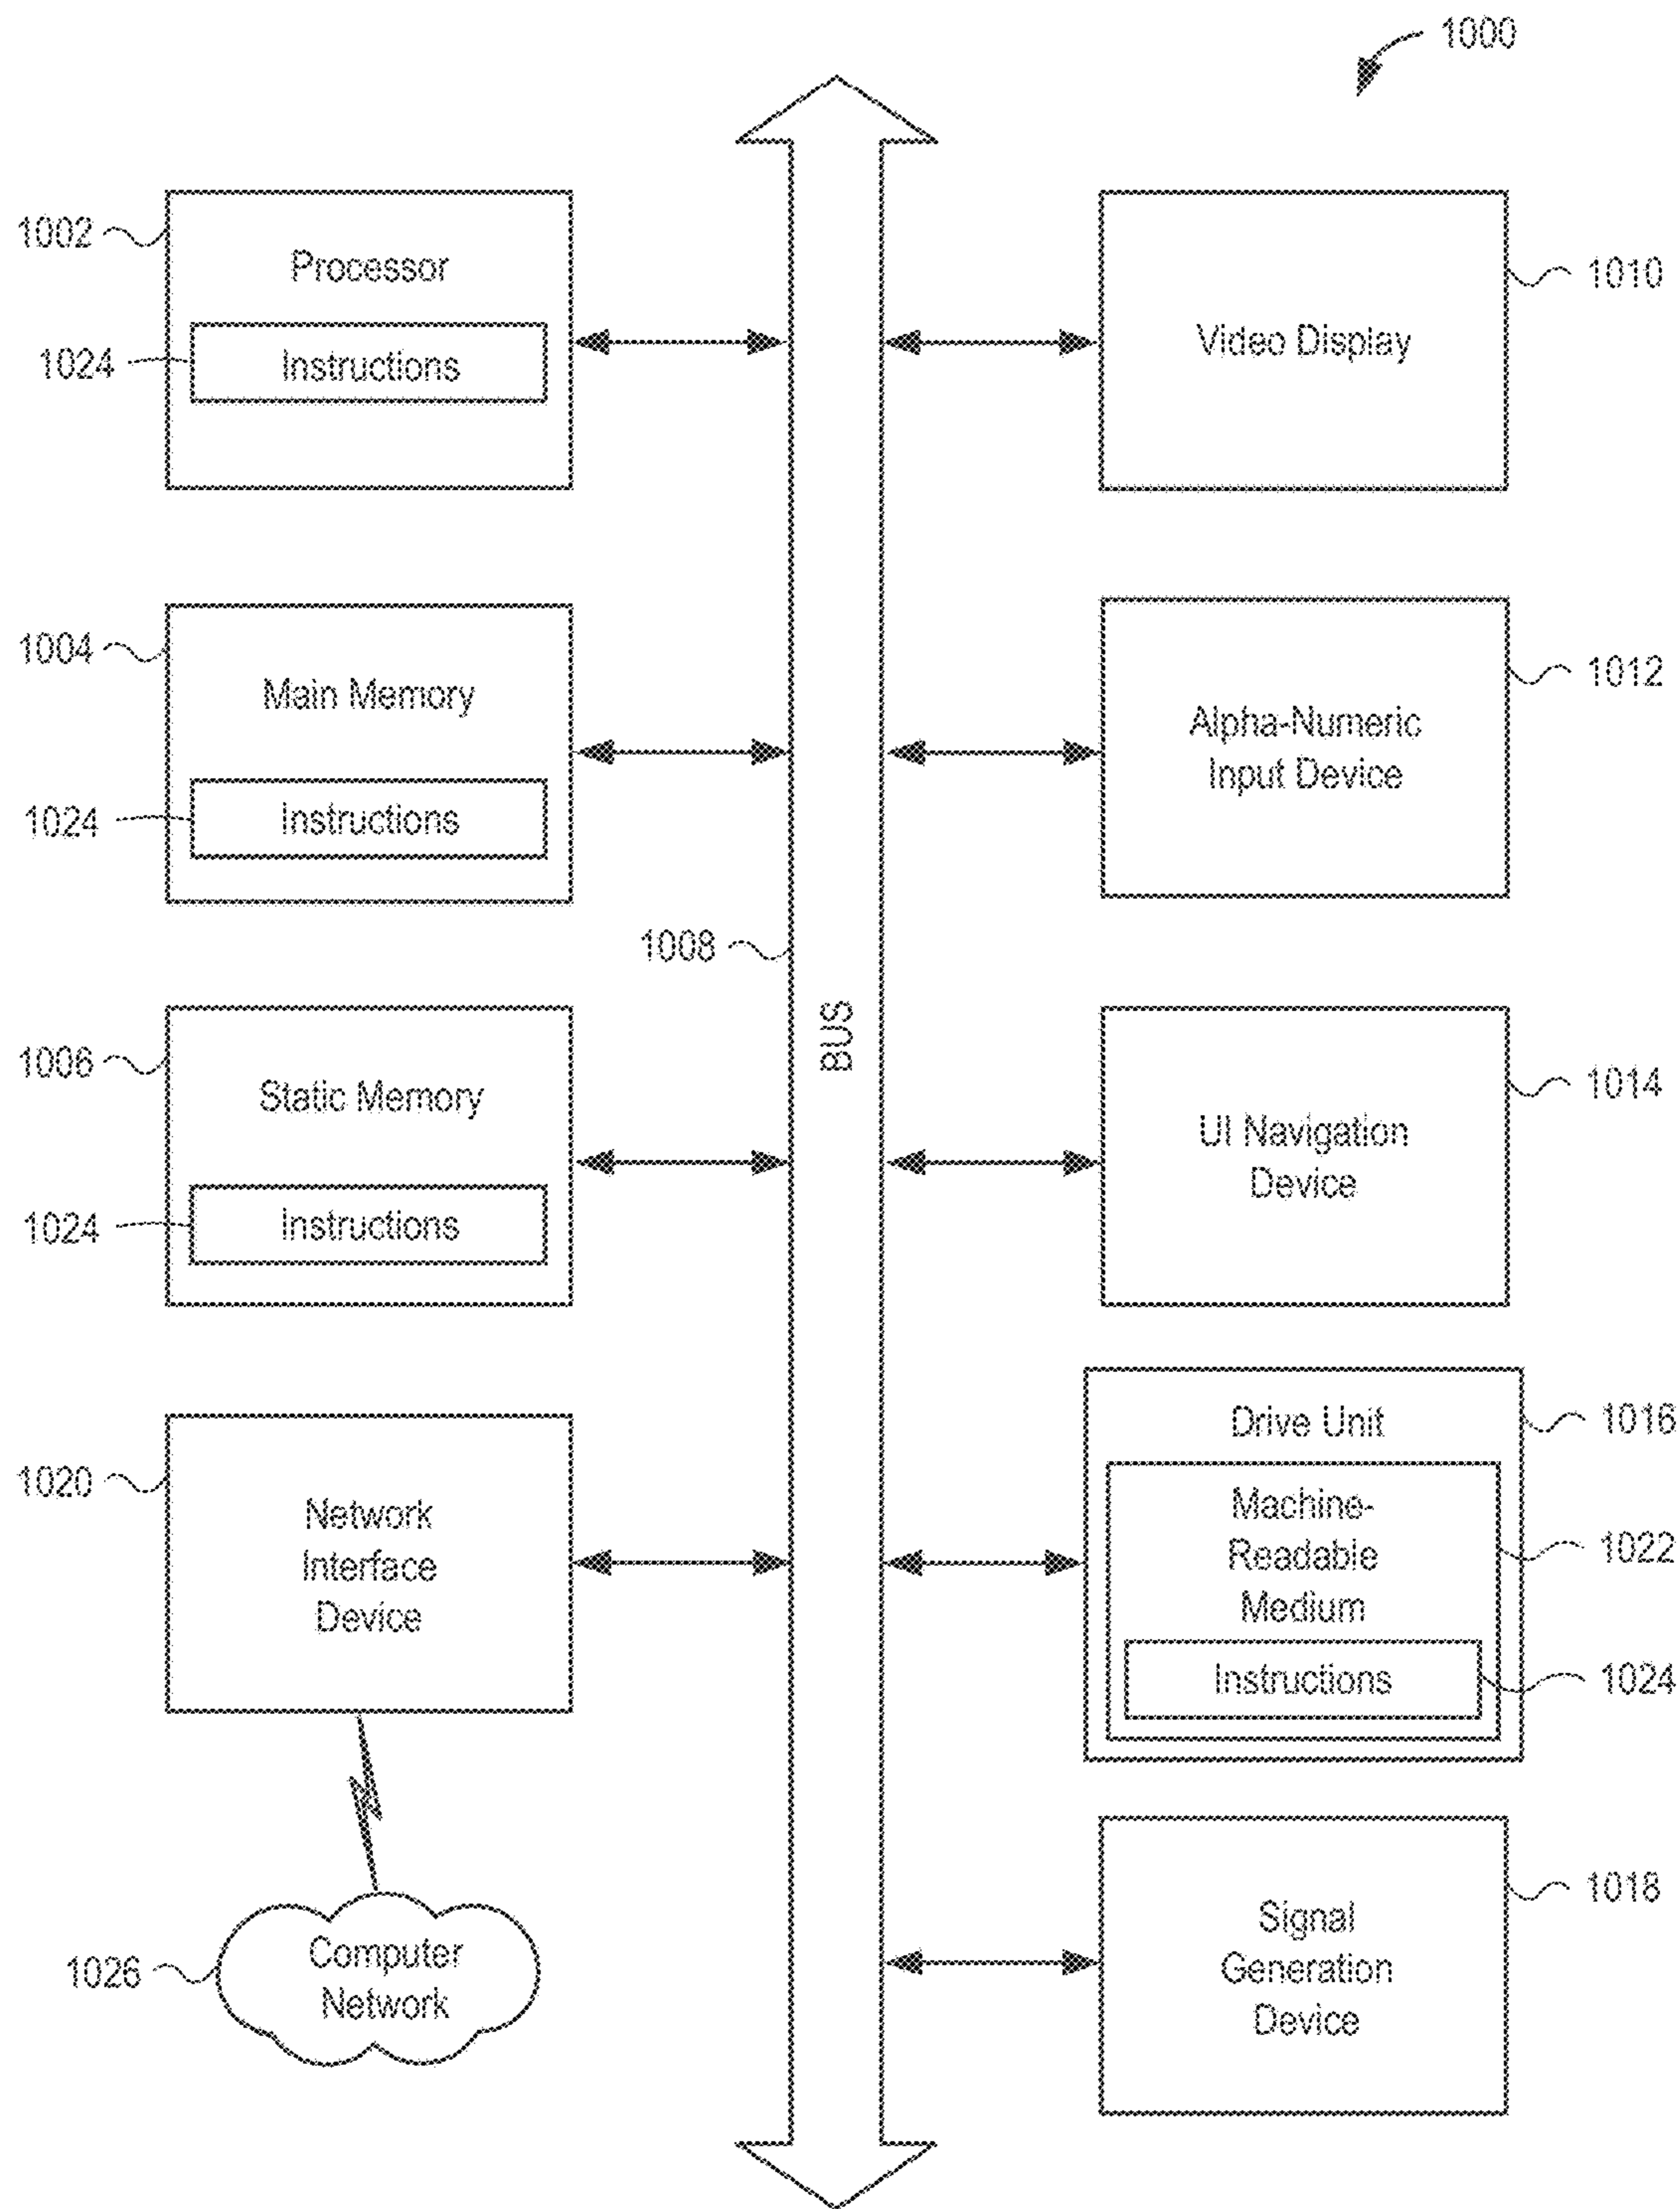 1000
1002
Processor
1024
Instructions
1004
Main Memory
1024
Instructions
1006
Static Memory
1024
Instructions
1020
Network
Interface
Device
1026
Computer
Network
1008
BUS
1010
Video Display
1012
Alpha-Numeric
Input Device
1014
UI Navigation
Device
1016
Drive Unit
Machine-
Readable
Medium
1022
Instructions
1024
1018
Signal
Generation
Device